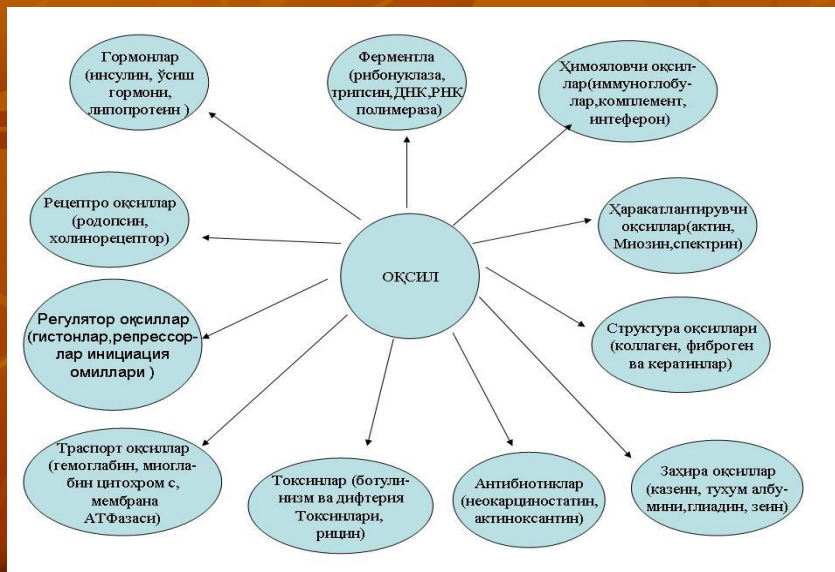 Гормонлар
(инсулин, ўсиш
гормони,
липопротеин )
Ферментла
(рибонуклаза,
трипсин,ДНК,РНК
полимераза)
Ҳимояловчи оқсил-
лар(иммуноглобу-
лар,комплемент,
интеферон)
Рецептро оқсиллар
(родопсин,
холинорецептор)
Ҳаракатлантирувчи
оқсиллар(актин,
Миозин,спектрин)
ОҚСИЛ
Регулятор оқсиллар
(гистонлар,репрессор-
лар инициация
омиллари )
Структура оқсиллари
(коллаген, фиброген
ва кератинлар)
Траспорт оқсиллар
(гемоглабин, миогла-
бин цитохром с,
мембрана
АТФазаси)
Токсинлар (ботули-
низм ва дифтерия
Токсинлари,
рицин)
Антибиотиклар
(неокарциностатин,
актиноксантин)
Заҳира оқсиллар
(казеин, тухум албу-
мини,глиадин, зеин)